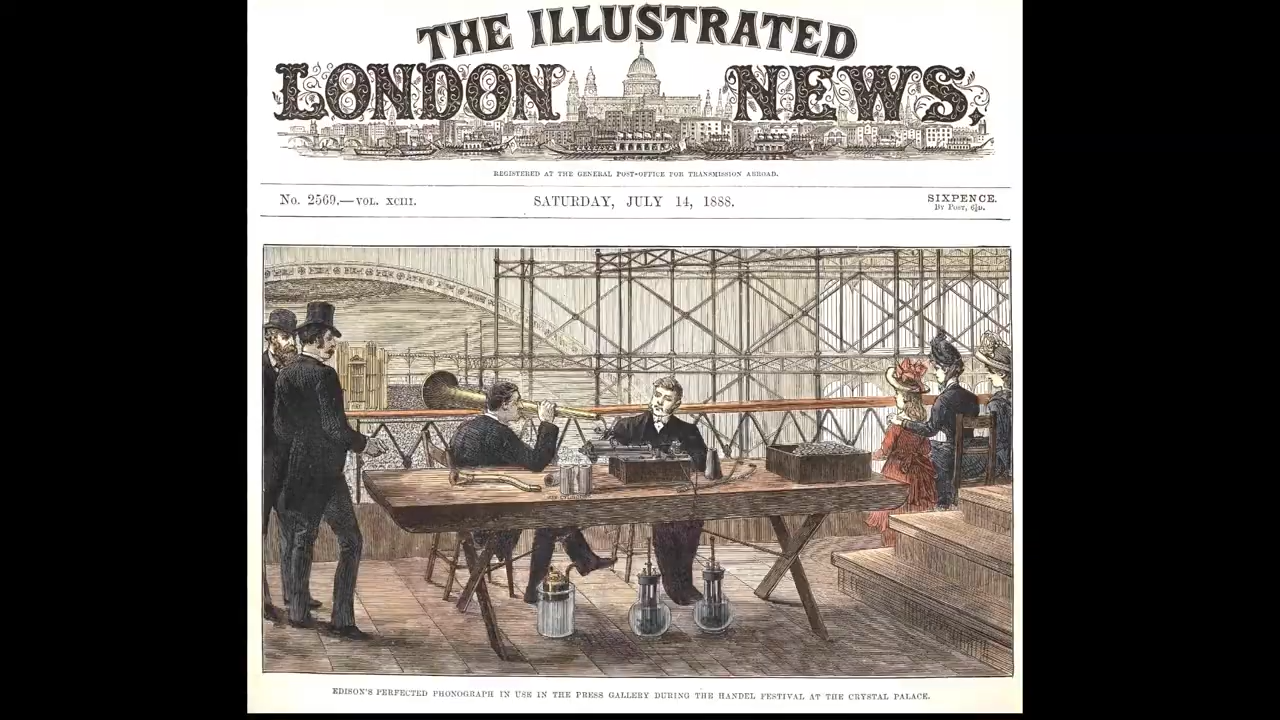 THE ILLUSTRATED
LONDON NEWS.
REGISTERED AT THE GENERAL POST-OFFICE FOR TRANSMISSION ABROAD.
No. 2569.—VOL. XCIII.
SATURDAY, JULY 14, 1888.
SIXPENCE.
BY POST, 6½D.
EDISON'S PERFECTED PHONOGRAPH IN USE IN THE PRESS GALLERY DURING THE HANDEL FESTIVAL AT THE CRYSTAL PALACE.